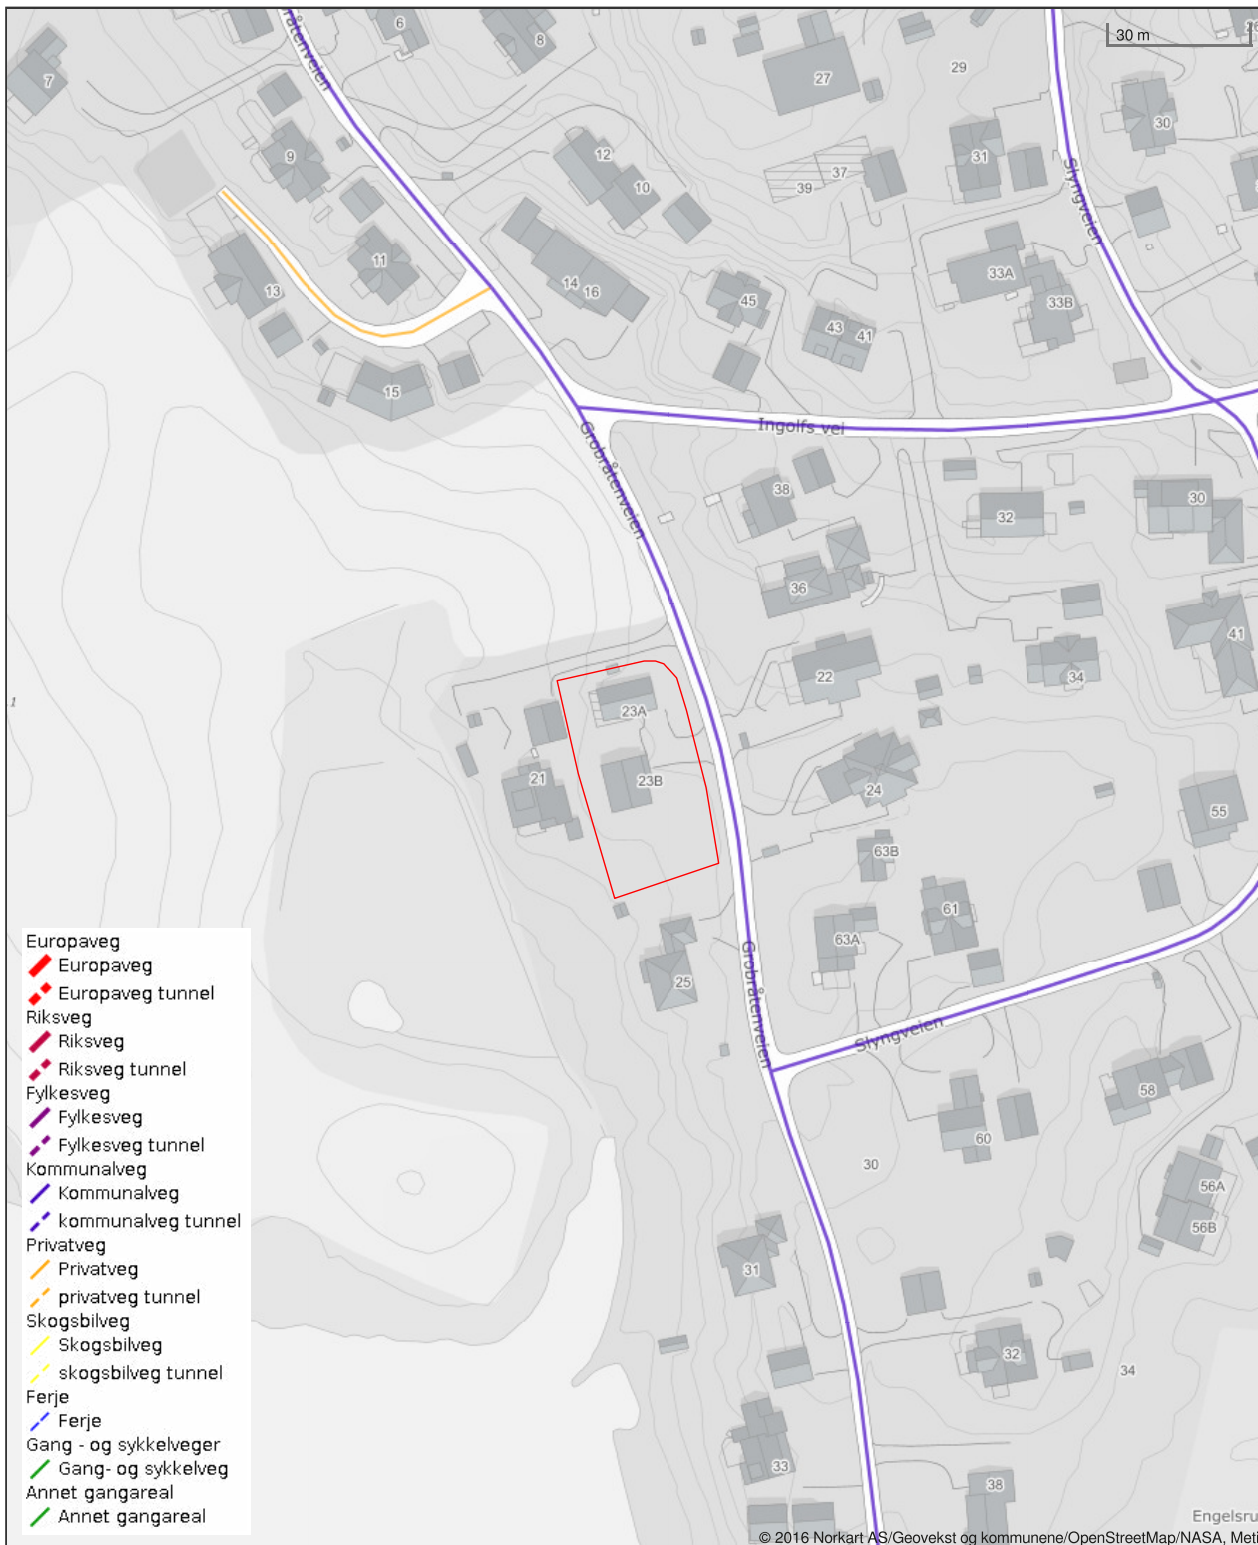 6
8
7
27
29
30 m
30
9
12
10
39
37
31
Slyngveien
11
13
14
16
45
33A
33B
43
41
15
Ingolfs vei
Grobråtenveien
38
32
30
36
41
22
34
1
23A
21
23B
24
55
63B
61
63A
25
Grobråtenveien
Slyngveien
58
60
30
56A
56B
31
32
34
33
38
Europaveg
Europaveg
Europaveg tunnel
Riksveg
Riksveg
Riksveg tunnel
Fylkesveg
Fylkesveg
Fylkesveg tunnel
Kommunalveg
Kommunalveg
kommunalveg tunnel
Privatveg
Privatveg
privatveg tunnel
Skogsbilveg
Skogsbilveg
skogsbilveg tunnel
Ferje
Ferje
Gang - og sykkelveger
Gang- og sykkelveg
Annet gangareal
Annet gangareal
Engelsru
© 2016 Norkart AS/Geovekst og kommunene/OpenStreetMap/NASA, Meti